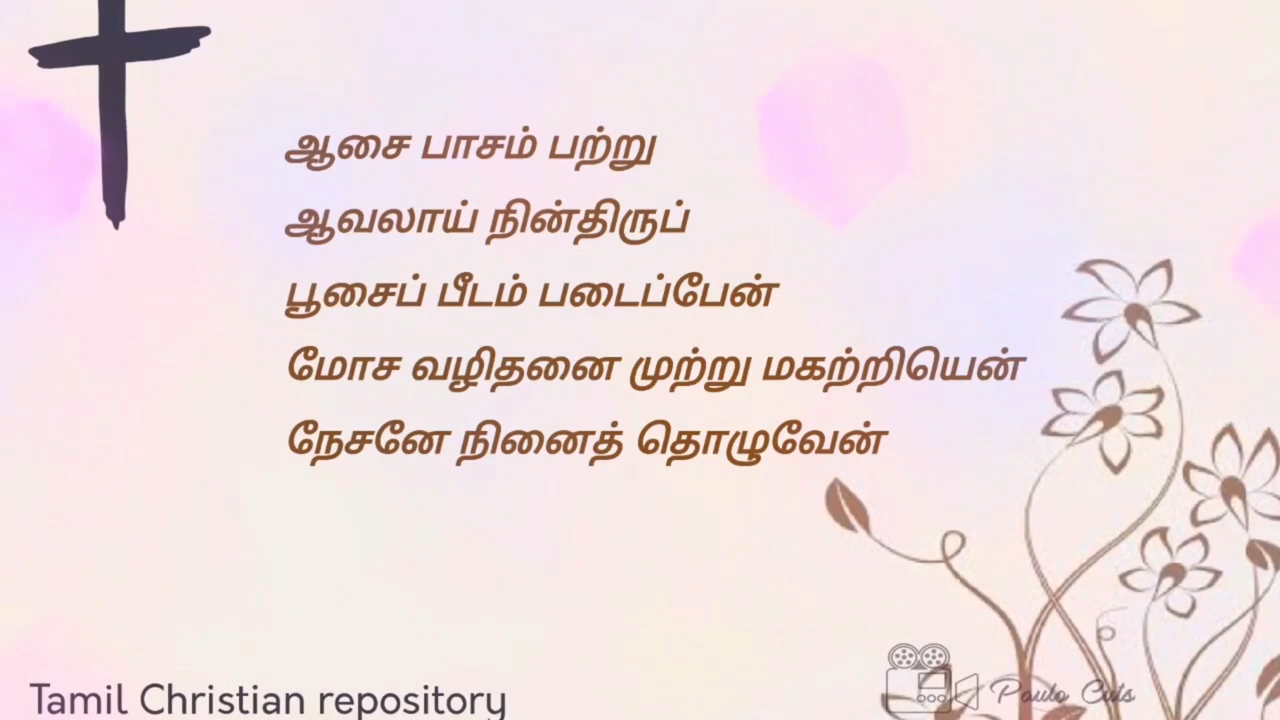 ஆசை பாசம் பற்று
ஆவலாய் நின்திருப்
பூசைப் பீடம் படைப்பேன்
மோச வழிதனை முற்று மகற்றியென்
நேசனே நினைத் தொழுவேன்
Tamil Christian repository
Paulo Cuts